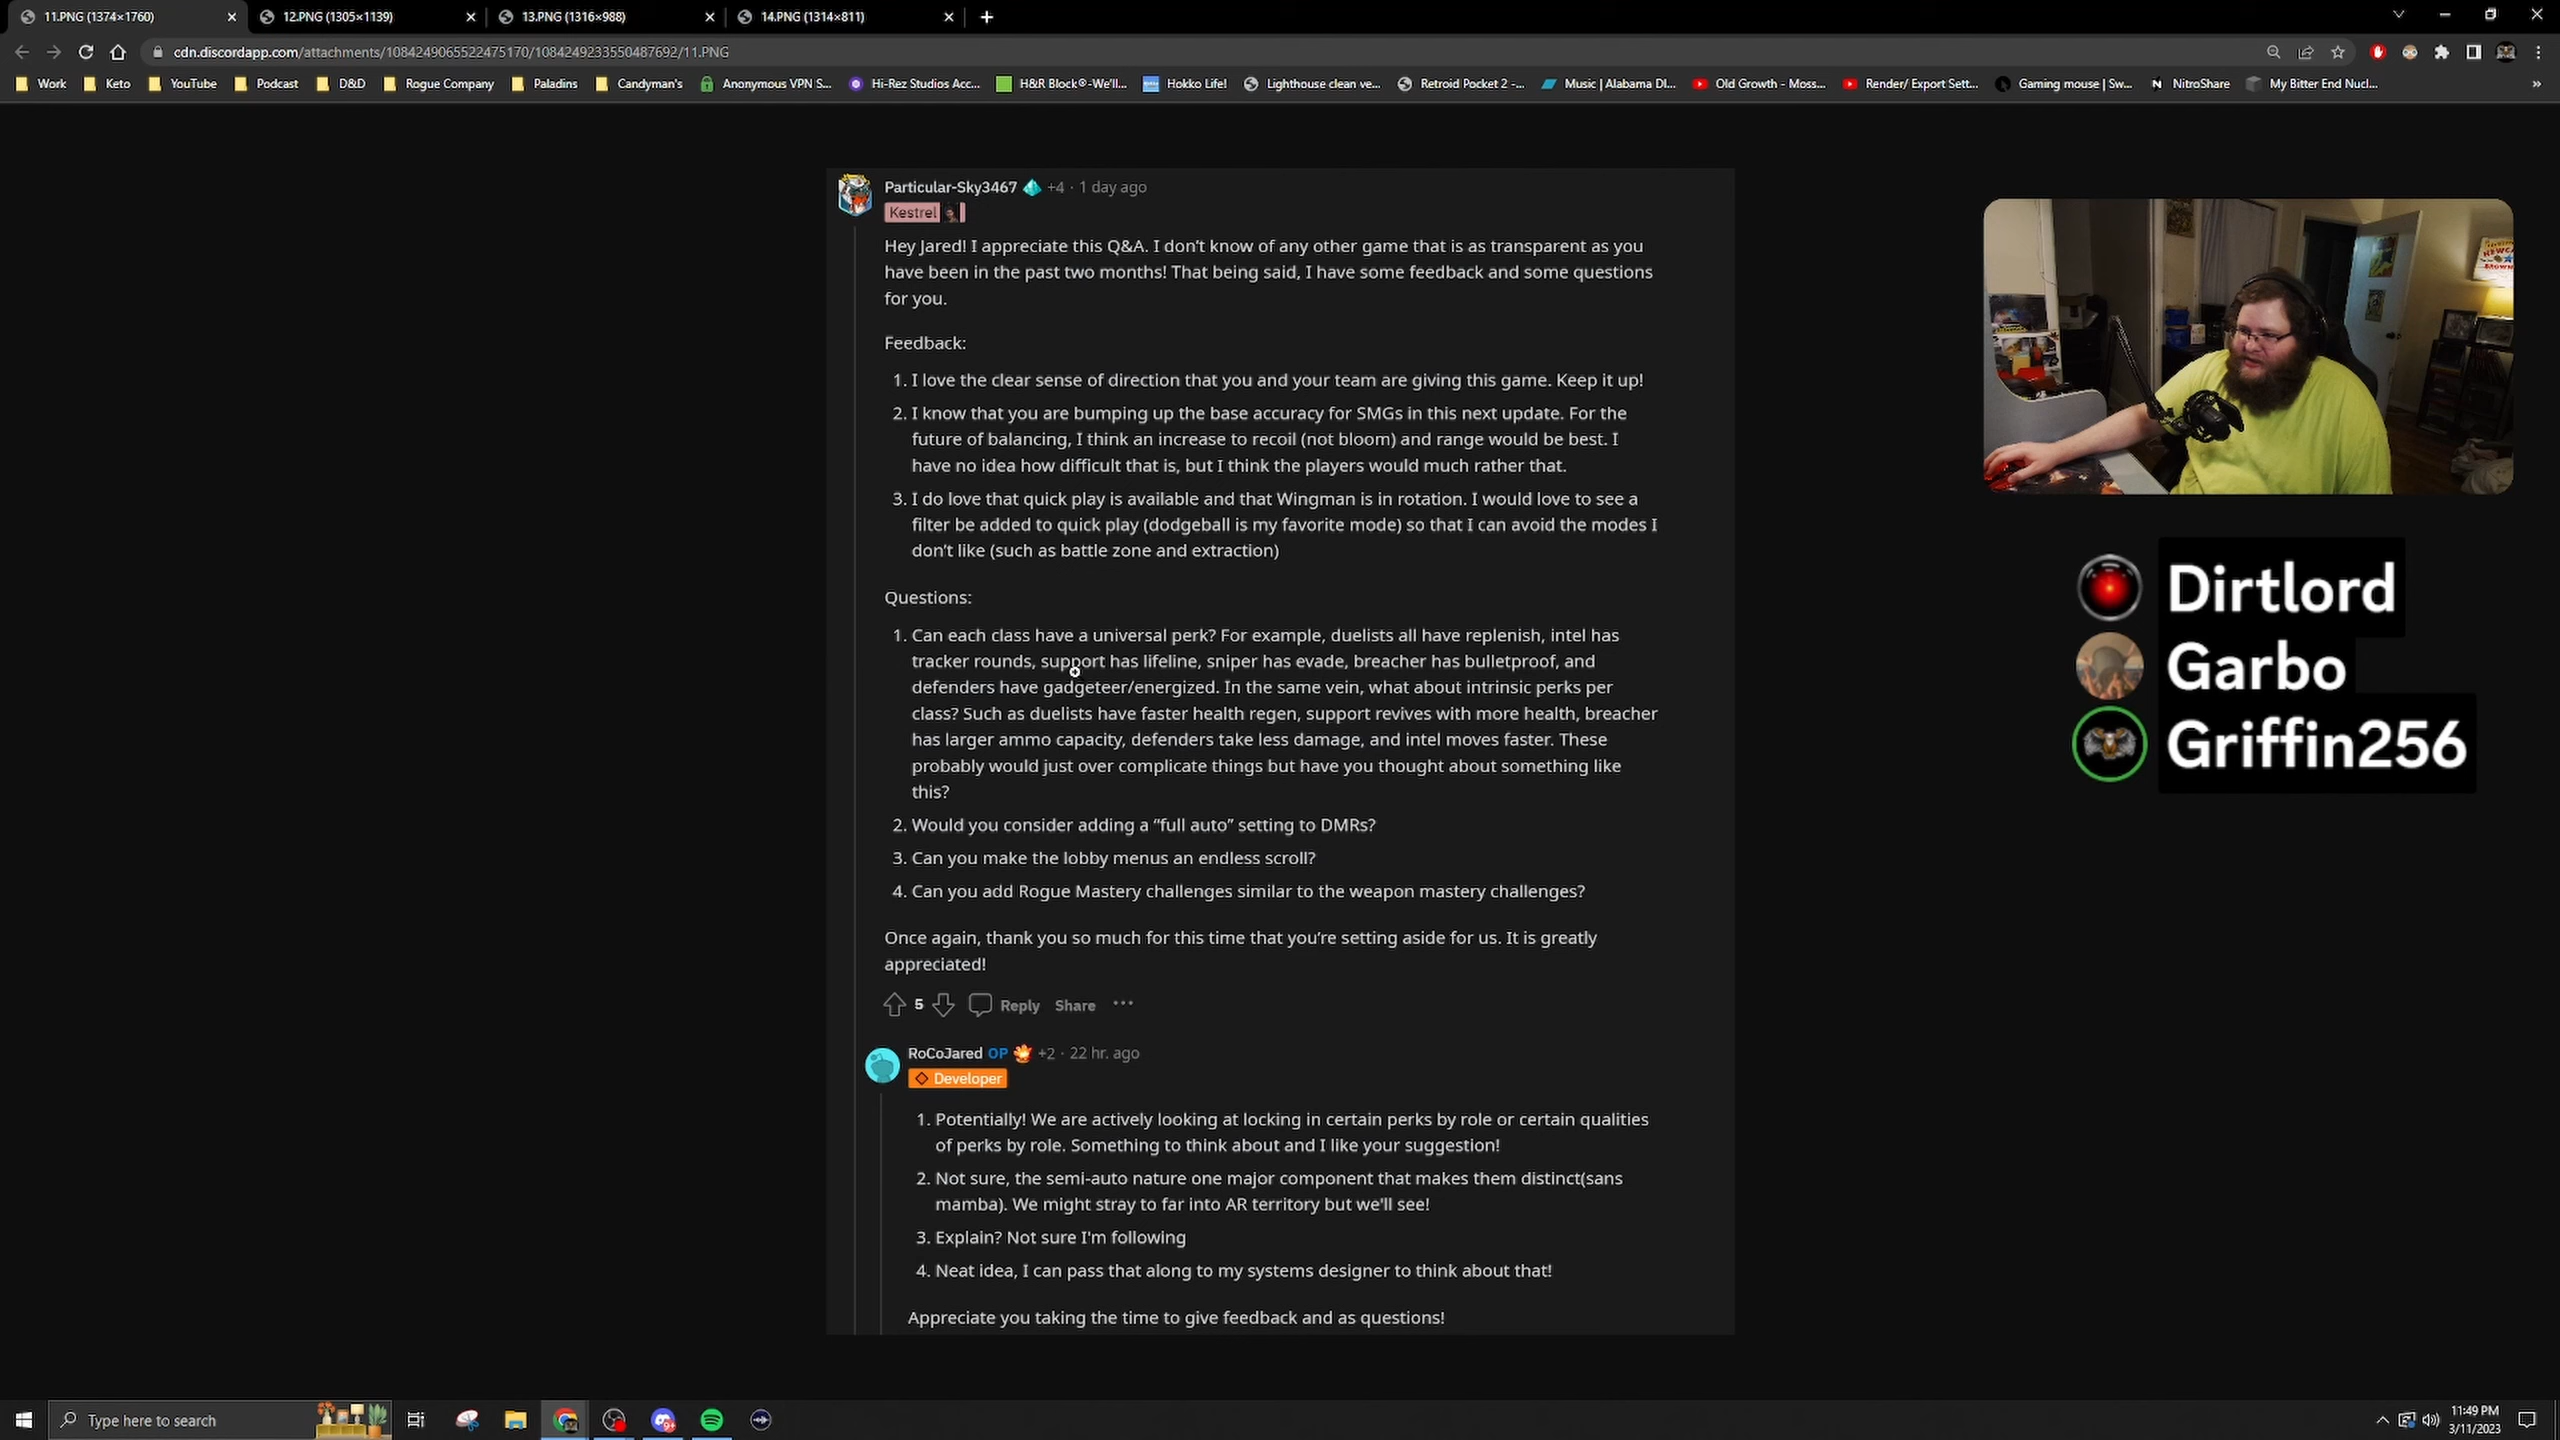 11.PNG (1374×1760)
12.PNG (1305×1139)
13.PNG (1316×988)
14.PNG (1314×811)
cdn.discordapp.com/attachments/1084249065522475170/1084249233550487692/11.PNG
Work
Keto
YouTube
Podcast
D&D
Rogue Company
Paladins
Candyman's
Anonymous VPN S...
Hi-Rez Studios Acc...
H&R Block®-We'll...
Hokko Life!
Lighthouse clean ve...
Retroid Pocket 2 -...
Music | Alabama DI...
Old Growth - Moss...
Render/ Export Sett...
Gaming mouse | Sw...
NitroShare
My Bitter End Nucl...
Particular-Sky3467 +4 · 1 day ago
Kestrel
Hey Jared! I appreciate this Q&A. I don't know of any other game that is as transparent as you
have been in the past two months! That being said, I have some feedback and some questions
for you.
Feedback:
1. I love the clear sense of direction that you and your team are giving this game. Keep it up!
2. I know that you are bumping up the base accuracy for SMGs in this next update. For the
future of balancing, I think an increase to recoil (not bloom) and range would be best. I
have no idea how difficult that is, but I think the players would much rather that.
3. I do love that quick play is available and that Wingman is in rotation. I would love to see a
filter be added to quick play (dodgeball is my favorite mode) so that I can avoid the modes I
don't like (such as battle zone and extraction)
Questions:
1. Can each class have a universal perk? For example, duelists all have replenish, intel has
tracker rounds, support has lifeline, sniper has evade, breacher has bulletproof, and
defenders have gadgeteer/energized. In the same vein, what about intrinsic perks per
class? Such as duelists have faster health regen, support revives with more health, breacher
has larger ammo capacity, defenders take less damage, and intel moves faster. These
probably would just over complicate things but have you thought about something like
this?
2. Would you consider adding a “full auto” setting to DMRs?
3. Can you make the lobby menus an endless scroll?
4. Can you add Rogue Mastery challenges similar to the weapon mastery challenges?
Once again, thank you so much for this time that you're setting aside for us. It is greatly
appreciated!
5 Reply Share ···
RoCoJared OP +2 · 22 hr. ago
Developer
1. Potentially! We are actively looking at locking in certain perks by role or certain qualities
of perks by role. Something to think about and I like your suggestion!
2. Not sure, the semi-auto nature one major component that makes them distinct(sans
mamba). We might stray to far into AR territory but we'll see!
3. Explain? Not sure I'm following
4. Neat idea, I can pass that along to my systems designer to think about that!
Appreciate you taking the time to give feedback and as questions!
Dirtlord
Garbo
Griffin256
Type here to search
11:49 PM
3/11/2023